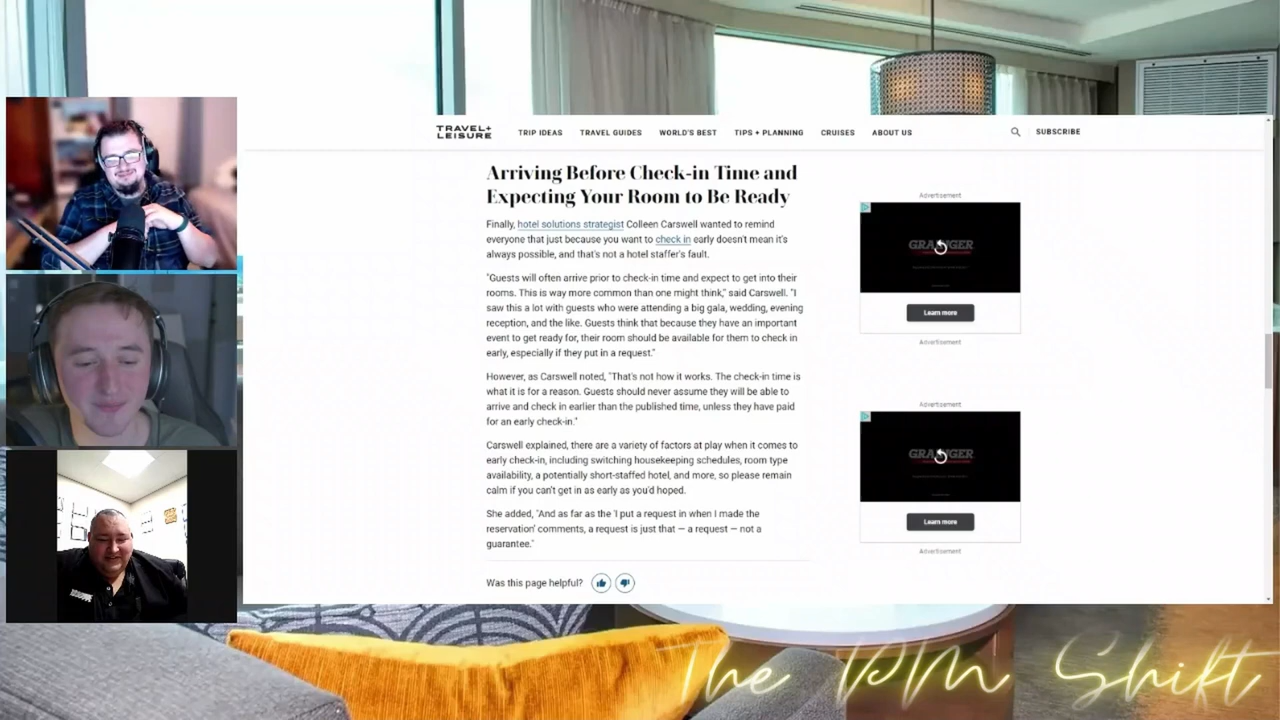 TRAVEL+
LEISURE
TRIP IDEAS
TRAVEL GUIDES
WORLD'S BEST
TIPS + PLANNING
CRUISES
ABOUT US
SUBSCRIBE
Arriving Before Check-in Time and
Expecting Your Room to Be Ready
Finally, hotel solutions strategist Colleen Carswell wanted to remind
everyone that just because you want to check in early doesn't mean it's
always possible, and that's not a hotel staffer's fault.
"Guests will often arrive prior to check-in time and expect to get into their
rooms. This is way more common than one might think," said Carswell. "I
saw this a lot with guests who were attending a big gala, wedding, evening
reception, and the like. Guests think that because they have an important
event to get ready for, their room should be available for them to check in
early, especially if they put in a request."
However, as Carswell noted, "That's not how it works. The check-in time is
what it is for a reason. Guests should never assume they will be able to
arrive and check in earlier than the published time, unless they have paid
for an early check-in."
Carswell explained, there are a variety of factors at play when it comes to
early check-in, including switching housekeeping schedules, room type
availability, a potentially short-staffed hotel, and more, so please remain
calm if you can't get in as early as you'd hoped.
She added, "And as far as the 'I put a request in when I made the
reservation' comments, a request is just that — a request — not a
guarantee."
Was this page helpful?
Advertisement
GRAINGER
Learn more
Advertisement
Advertisement
GRAINGER
Learn more
Advertisement
The PM Shift